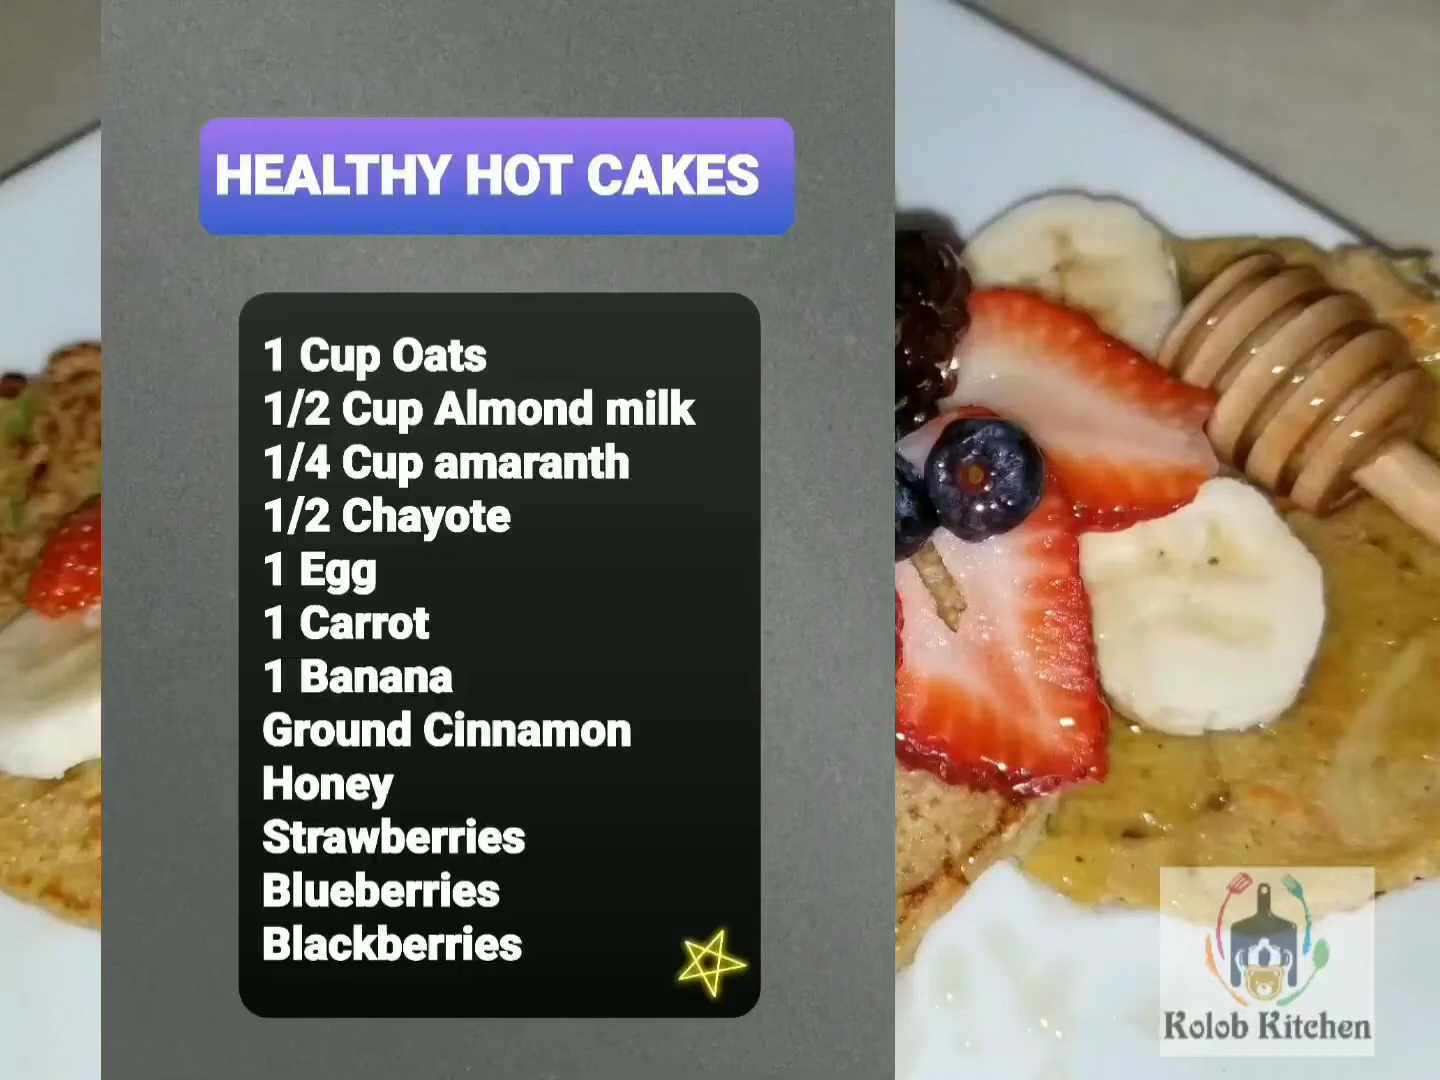 HEALTHY HOT CAKES
1 Cup Oats
1/2 Cup Almond milk
1/4 Cup amaranth
1/2 Chayote
1 Egg
1 Carrot
1 Banana
Ground Cinnamon
Honey
Strawberries
Blueberries
Blackberries
Kolob Kitchen